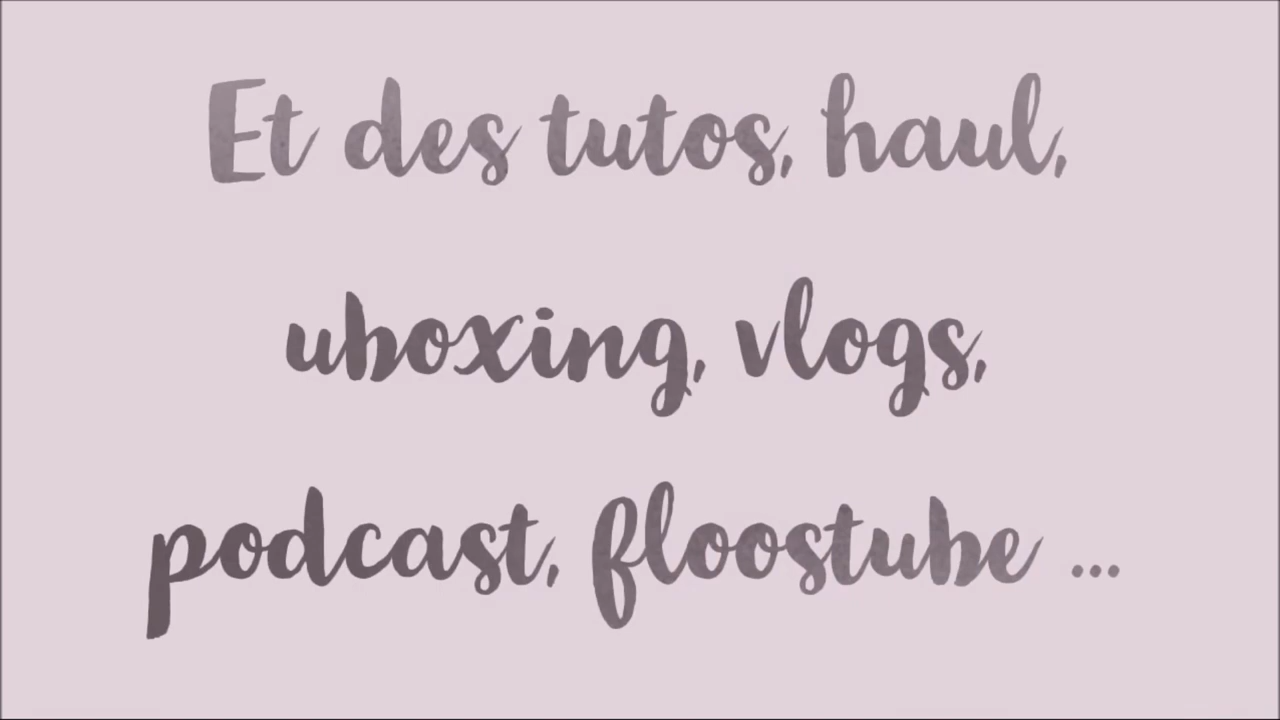 Et des tutos, haul,
uboxing, vlogs,
podcast, floostube ...